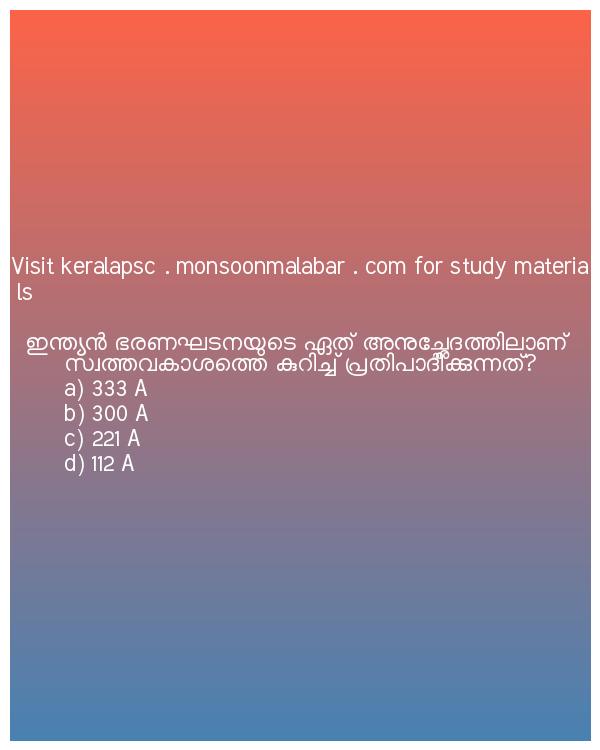 Visit keralapsc . monsoonmalabar . com for study materia
ls
ഇന്ത്യൻ ഭരണഘടനയുടെ ഏത് അനുച്ഛേദത്തിലാണ്
സ്വത്തവകാശത്തെ കുറിച്ച് പ്രതിപാദിക്കുന്നത്?
a) 333 A
b) 300 A
c) 221 A
d) 112 A